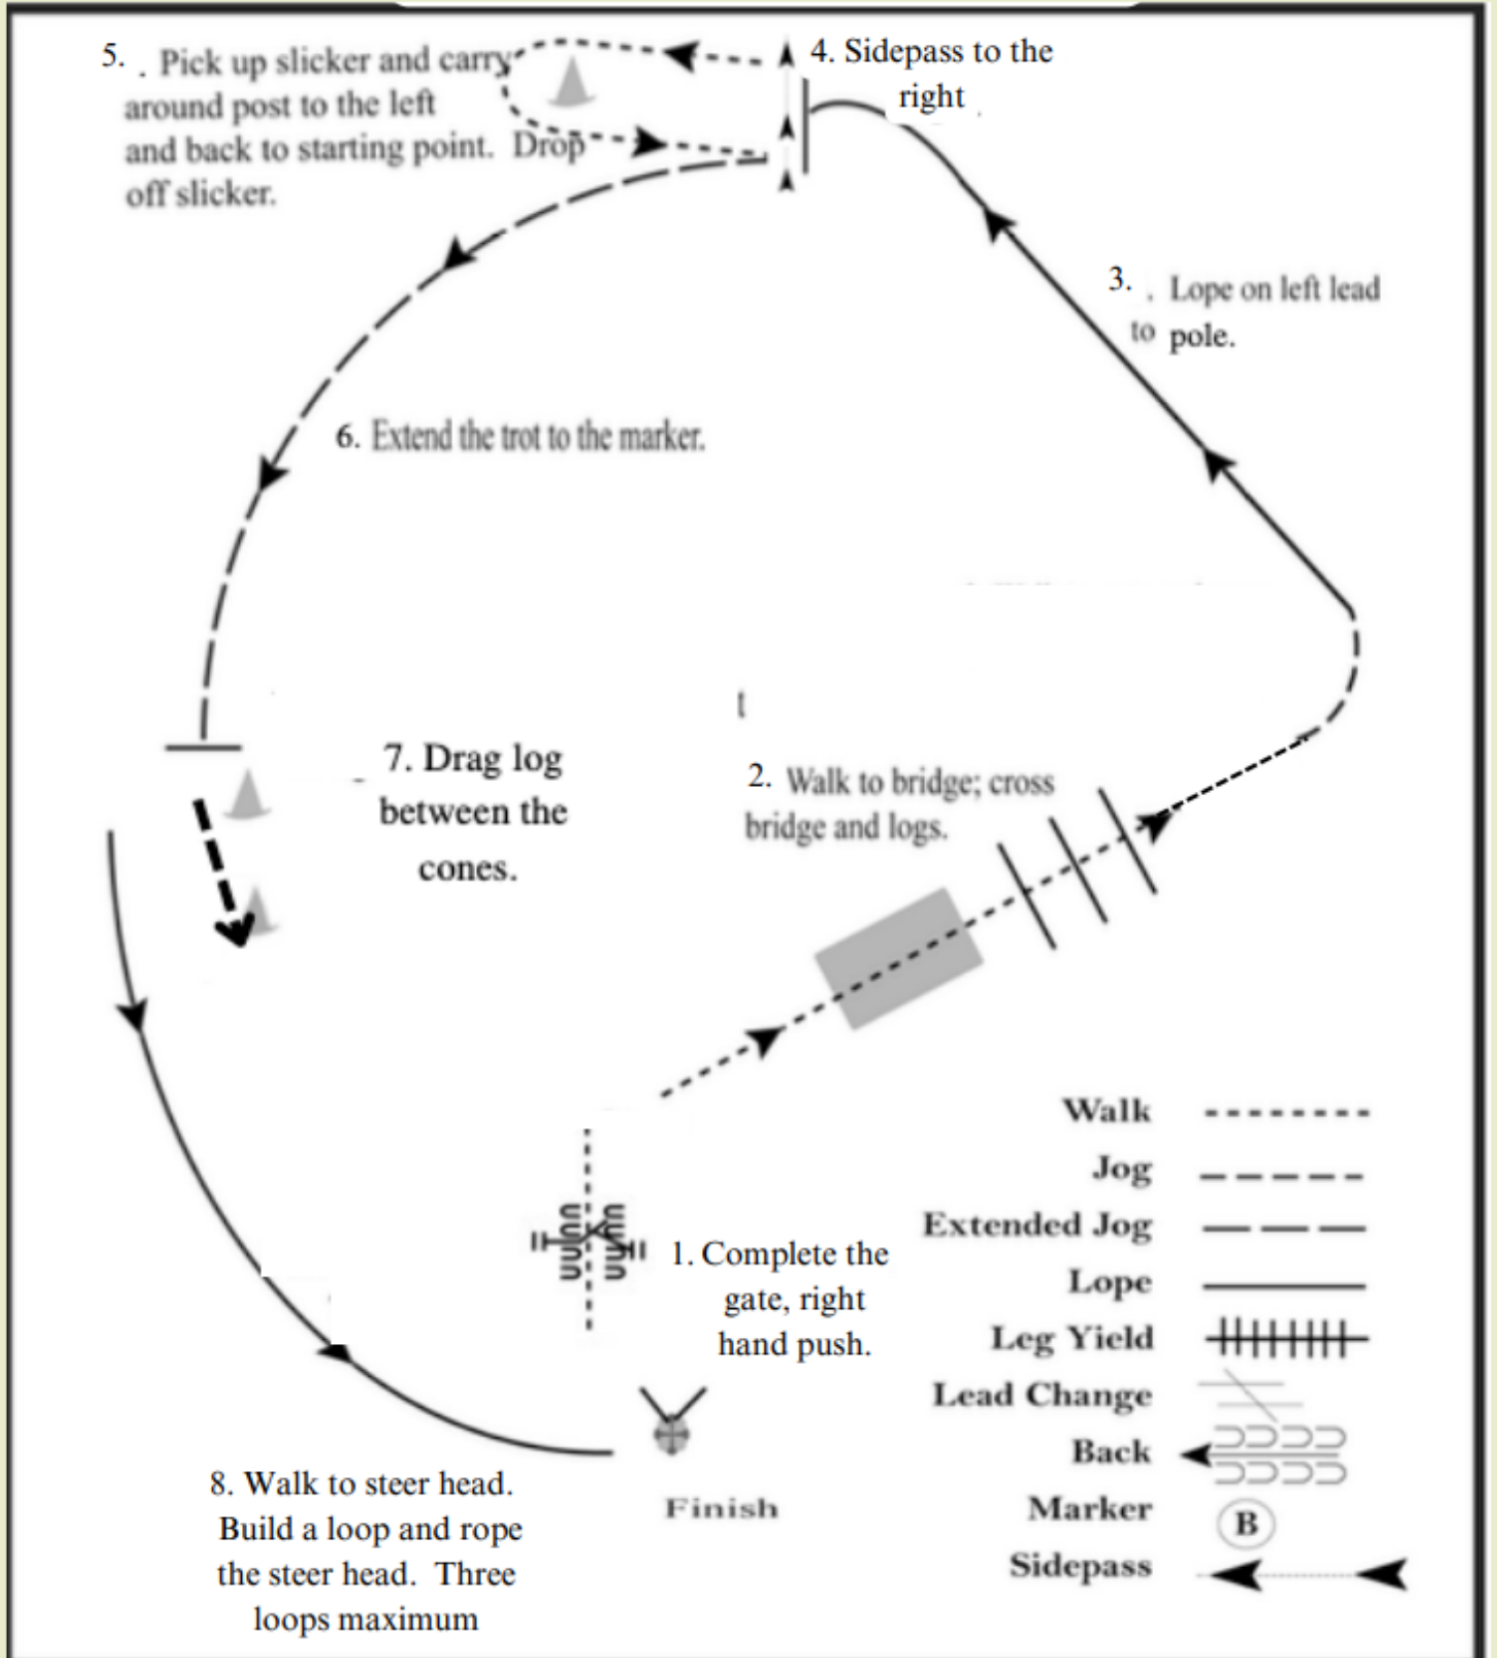 5. . Pick up slicker and carry
around post to the left
and back to starting point. Drop
off slicker.
4. Sidepass to the
right
3. . Lope on left lead
to pole.
6. Extend the trot to the marker.
7. Drag log
between the
cones.
2. Walk to bridge; cross
bridge and logs.
1. Complete the
gate, right
hand push.
8. Walk to steer head.
Build a loop and rope
the steer head. Three
loops maximum
Finish
Walk
Jog
Extended Jog
Lope
Leg Yield
Lead Change
Back
Marker B
Sidepass